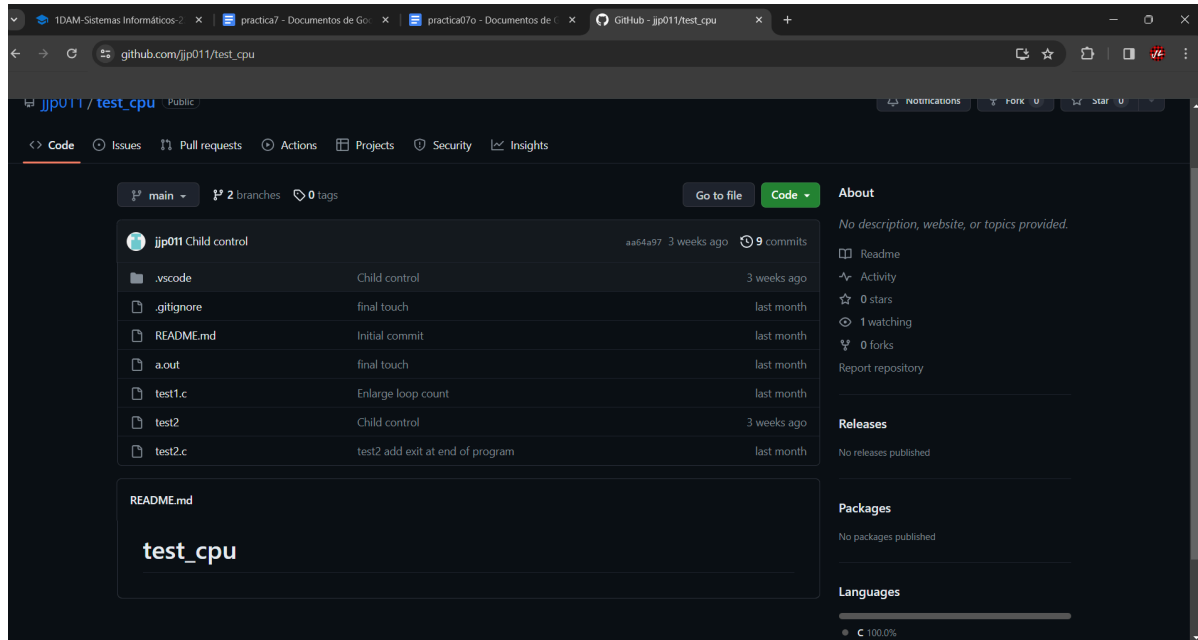 1DAM-Sistemas Informáticos-2
practica7 - Documentos de Goo
practica07o - Documentos de G
GitHub - jjp011/test_cpu
github.com/jjp011/test_cpu
jjp011 / test_cpu Public
Notifications Fork 0 Star 0
<> Code Issues Pull requests Actions Projects Security Insights
main 2 branches 0 tags Go to file Code
jjp011 Child control aa64a97 3 weeks ago 9 commits
.vscode Child control 3 weeks ago
.gitignore final touch last month
README.md Initial commit last month
a.out final touch last month
test1.c Enlarge loop count last month
test2 Child control 3 weeks ago
test2.c test2 add exit at end of program last month
README.md
test_cpu
About
No description, website, or topics provided.
Readme
Activity
0 stars
1 watching
0 forks
Report repository
Releases
No releases published
Packages
No packages published
Languages
C 100.0%